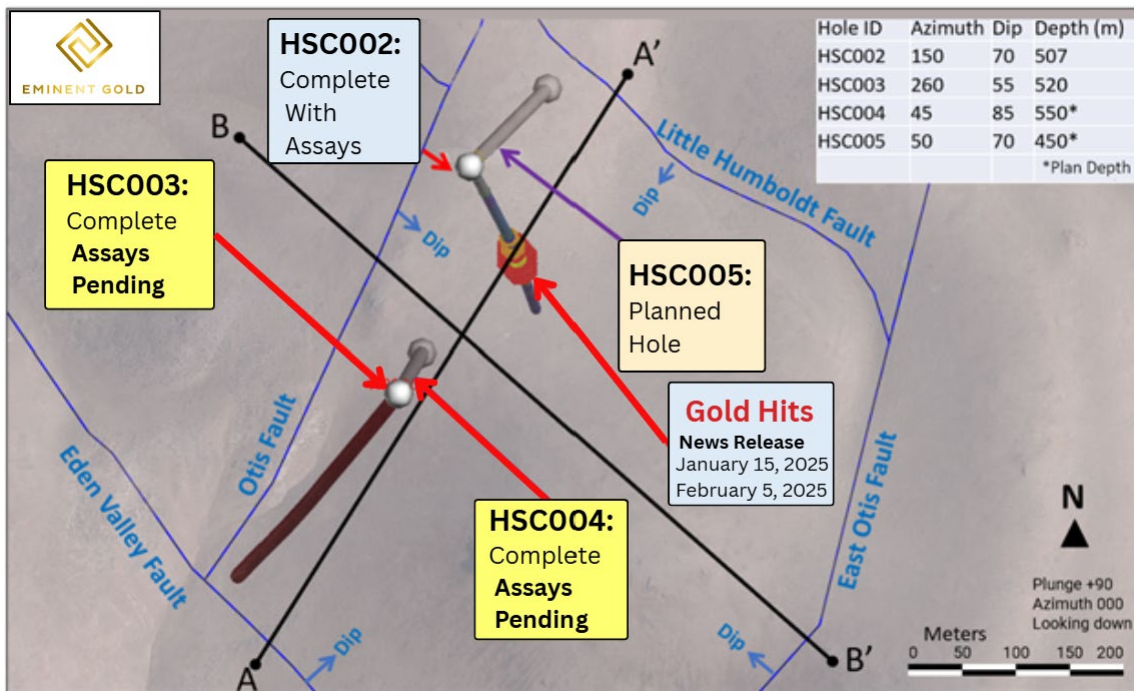 EMINENT GOLD
HSC002:
Complete
With
Assays
A'
B
Hole ID Azimuth Dip Depth (m)
HSC002 150 70 507
HSC003 260 55 520
HSC004 45 85 550*
HSC005 50 70 450*
*Plan Depth
Little Humboldt Fault
Dip
Dip
HSC003:
Complete
Assays
Pending
HSC005:
Planned
Hole
Gold Hits
News Release
January 15, 2025
February 5, 2025
Otis Fault
Eden Valley Fault
East Otis Fault
HSC004:
Complete
Assays
Pending
N
Plunge +90
Azimuth 000
Looking down
Dip
Dip
A
B'
Meters
0 50 100 150 200